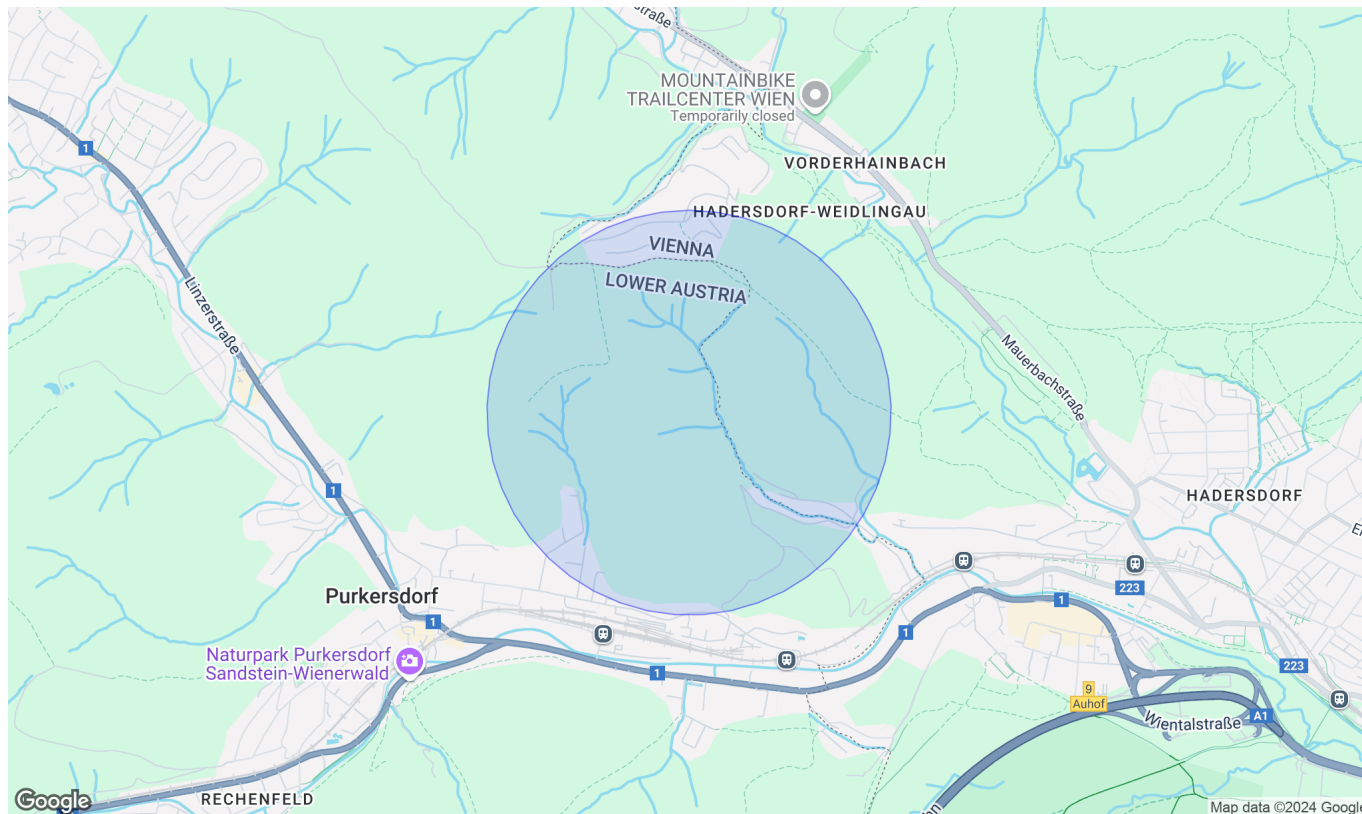 straße
MOUNTAINBIKE
TRAILCENTER WIEN
Temporarily closed
1
VORDERHAINBACH
HADERSDORF-WEIDLINGAU
VIENNA
LOWER AUSTRIA
Linzerstraße
Mauerbachstraße
1
HADERSDORF
223
Purkersdorf
1
1
1
Naturpark Purkersdorf
Sandstein-Wienerwald
1
223
9
Auhof
Wientalstraße
A1
RECHENFELD
Google
Map data ©2024 Google